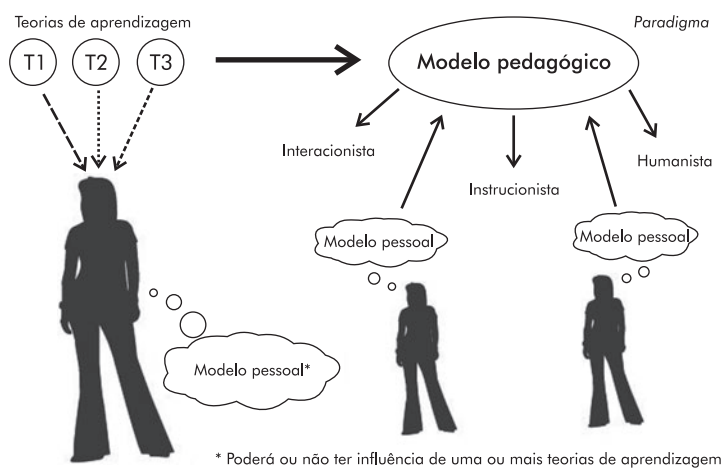 Teorias de aprendizagem
Paradigma
T1
T2
T3
Modelo pedagógico
Interacionista
Instrucionista
Humanista
Modelo pessoal
Modelo pessoal
Modelo pessoal*
* Poderá ou não ter influência de uma ou mais teorias de aprendizagem